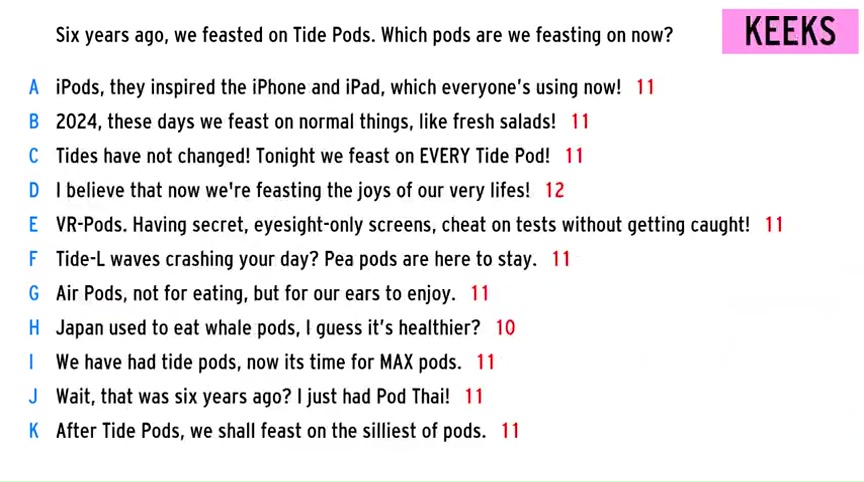 Six years ago, we feasted on Tide Pods. Which pods are we feasting on now?
KEEKS
A iPods, they inspired the iPhone and iPad, which everyone's using now! 11
B 2024, these days we feast on normal things, like fresh salads! 11
C Tides have not changed! Tonight we feast on EVERY Tide Pod! 11
D I believe that now we're feasting the joys of our very lifes! 12
E VR-Pods. Having secret, eyesight-only screens, cheat on tests without getting caught! 11
F Tide-L waves crashing your day? Pea pods are here to stay. 11
G Air Pods, not for eating, but for our ears to enjoy. 11
H Japan used to eat whale pods, I guess it's healthier? 10
I We have had tide pods, now its time for MAX pods. 11
J Wait, that was six years ago? I just had Pod Thai! 11
K After Tide Pods, we shall feast on the silliest of pods. 11